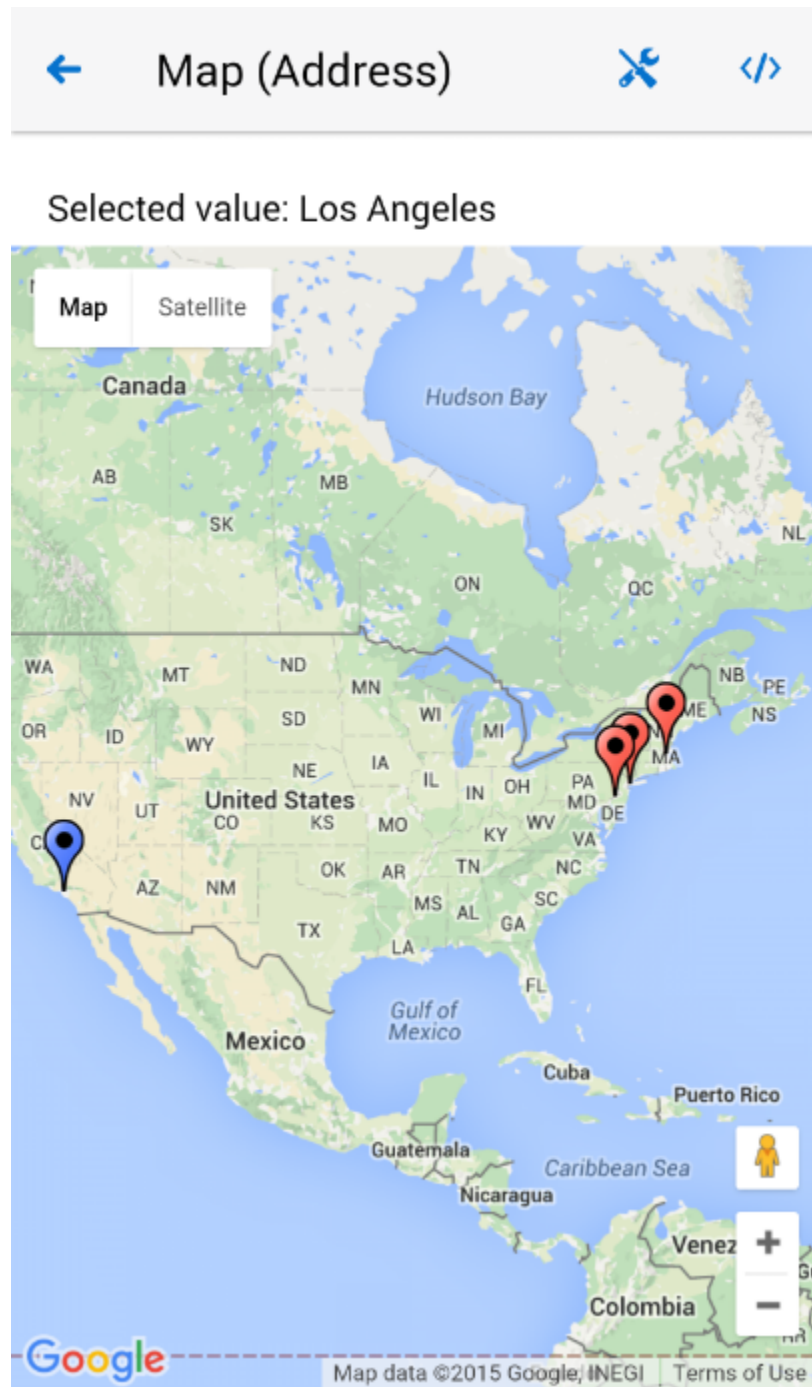 Map (Address)
</>
Selected value: Los Angeles
Map Satellite
Canada
Hudson Bay
AB
MB
SK
NL
ON
QC
WA
MT
ND
NB
PE
MN
ME
NS
OR
SD
WI
MI
ID
WY
MA
NE
IA
IL
IN
OH
PA
NV
UT
United States
MD
DE
CO
KS
MO
KY
WV
VA
OK
AR
TN
NC
AZ
NM
MS
AL
SC
GA
TX
LA
FL
Gulf of
Mexico
Mexico
Cuba
Puerto Rico
Guatemala
Caribbean Sea
Nicaragua
Venez
+
Colombia
−
Google
Map data ©2015 Google, INEGI Terms of Use